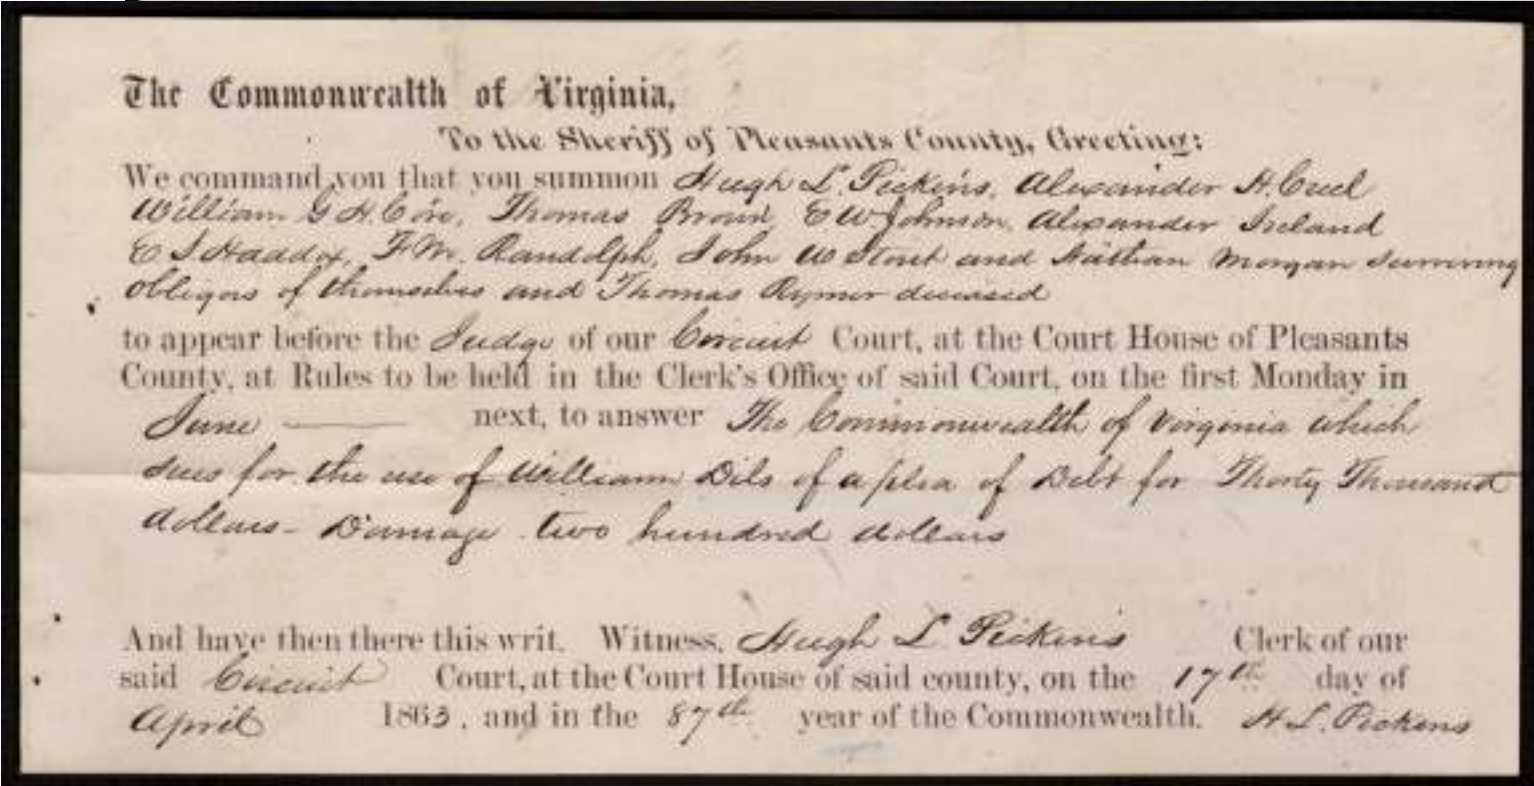 The Commonwealth of Virginia,
To the Sheriff of Pleasants County, Greeting:
We command you that you summon Hugh L. Pickens, Alexander H. Creel
William G H. Core, Thomas Brown, E W Johnson, Alexander Ireland
E S Haddox, F. M. Randolph, John W Stout and Nathan Morgan surviving
obligors of themselves and Thomas Rymer deceased
to appear before the Judge of our Circuit Court, at the Court House of Pleasants
County, at Rules to be held in the Clerk's Office of said Court, on the first Monday in
June — next, to answer The Commonwealth of Virginia which
sues for the use of William Dils of a plea of Debt for Thirty Thousand
dollars - Damage two hundred dollars
And have then there this writ. Witness, Hugh L. Pickens Clerk of our
said Circuit Court, at the Court House of said county, on the 17th day of
April 1863, and in the 87th year of the Commonwealth. H L. Pickens